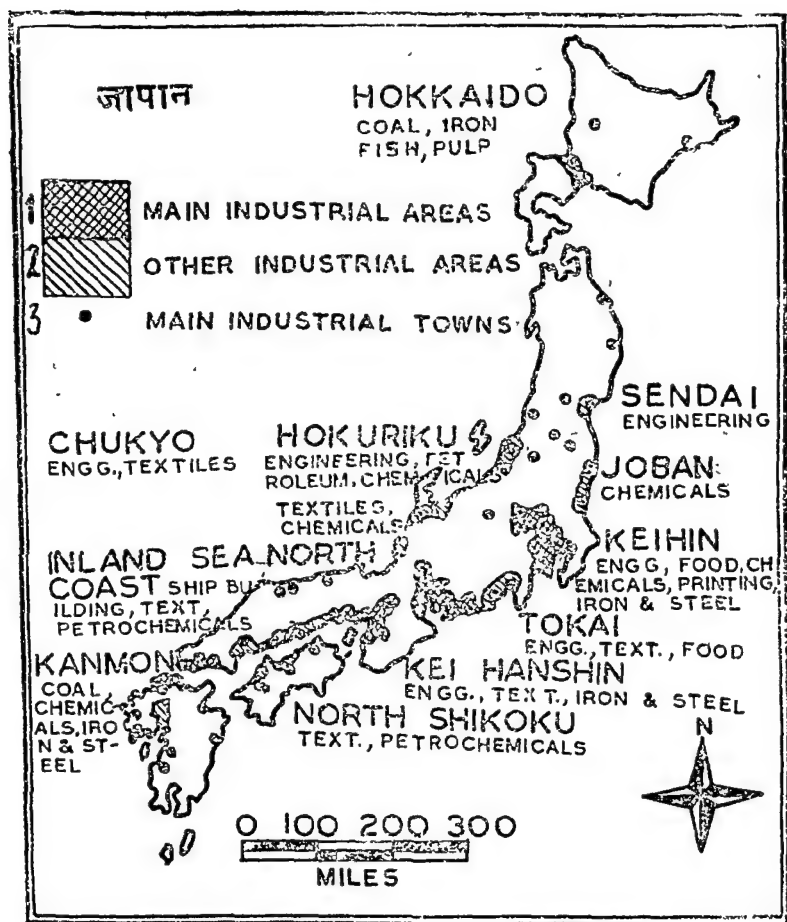 जापान
HOKKAIDO
COAL, IRON
FISH, PULP
1 MAIN INDUSTRIAL AREAS
2 OTHER INDUSTRIAL AREAS
3 MAIN INDUSTRIAL TOWNS
SENDAI
ENGINEERING
CHUKYO
ENGG., TEXTILES
HOKURIKU
ENGINEERING, PET
ROLEUM, CHEMICALS
TEXTILES,
CHEMICALS
JOBAN
CHEMICALS
KEIHIN
ENGG, FOOD, CH
EMICALS, PRINTING,
IRON & STEEL
INLAND SEA NORTH
COAST SHIP BU
ILDING, TEXT,
PETROCHEMICALS
TOKAI
ENGG., TEXT., FOOD
KANMON
COAL,
CHEMIC-
ALS, IRO
N & ST-
EEL
KEI HANSHIN
ENGG., TEXT., IRON & STEEL
NORTH SHIKOKU
TEXT., PETROCHEMICALS
N
0 100 200 300
MILES